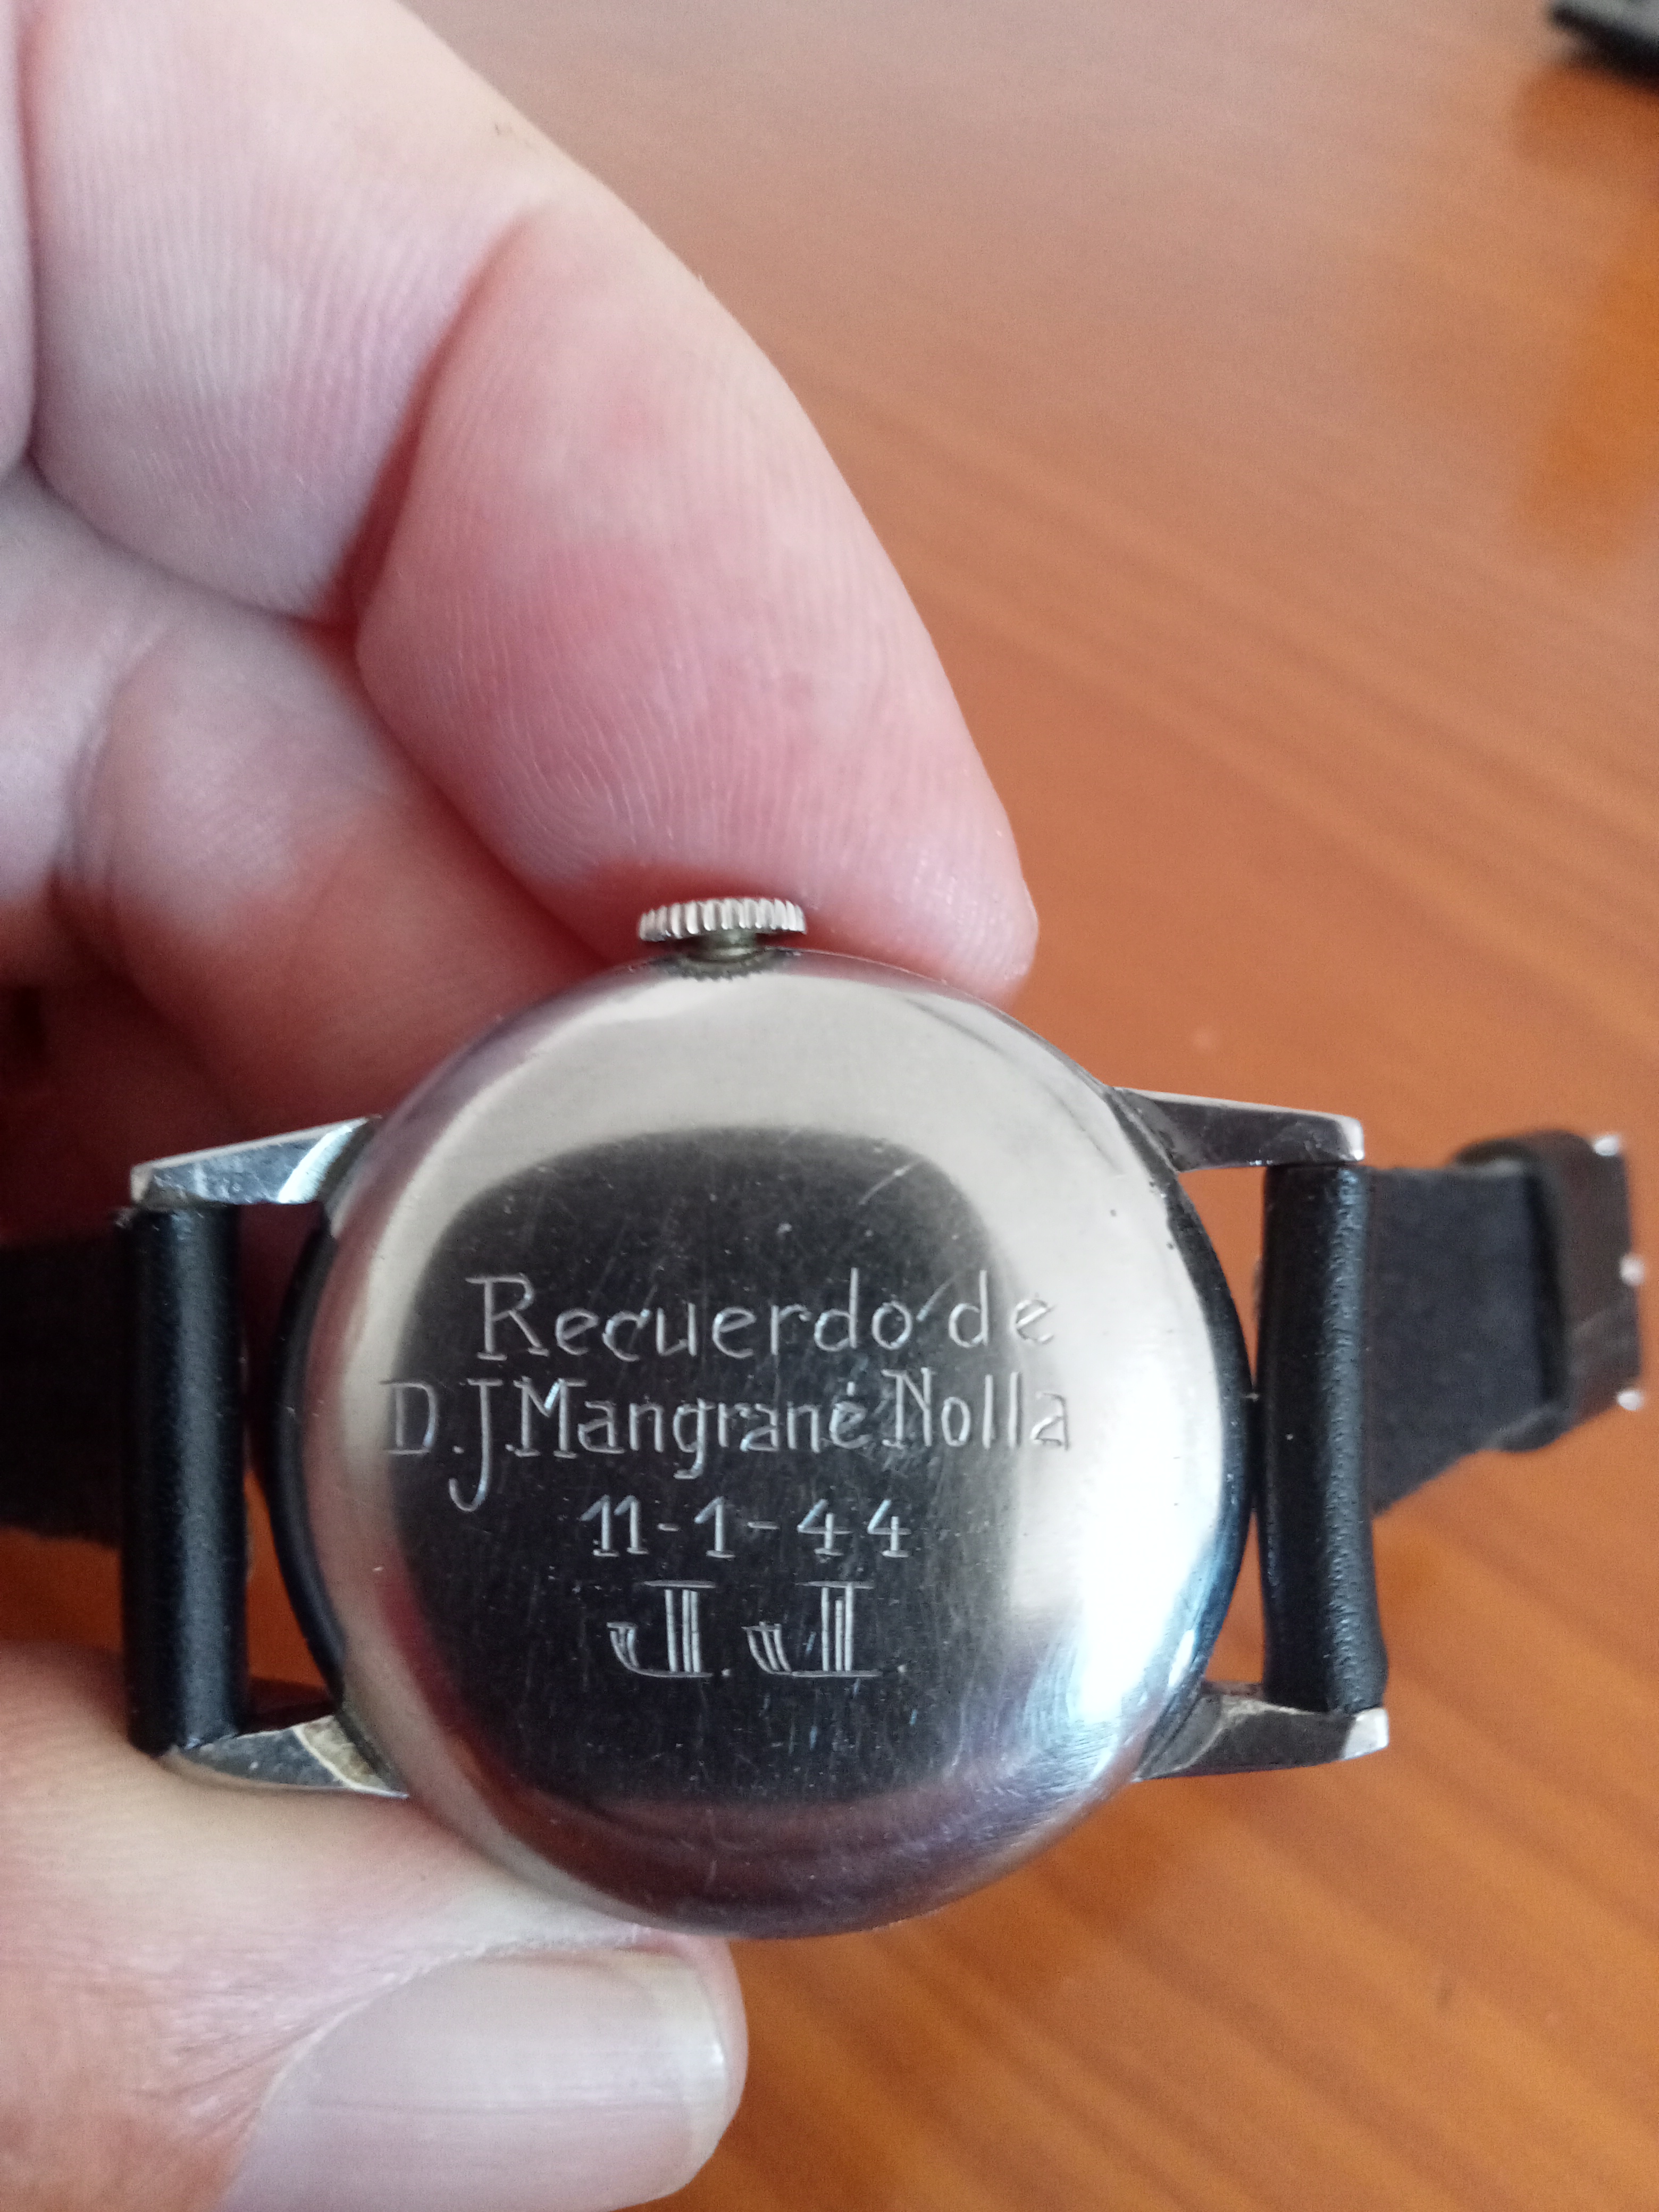 Recuerdo de
D. J. Mangrané Nolla
11-1-44
J.J.